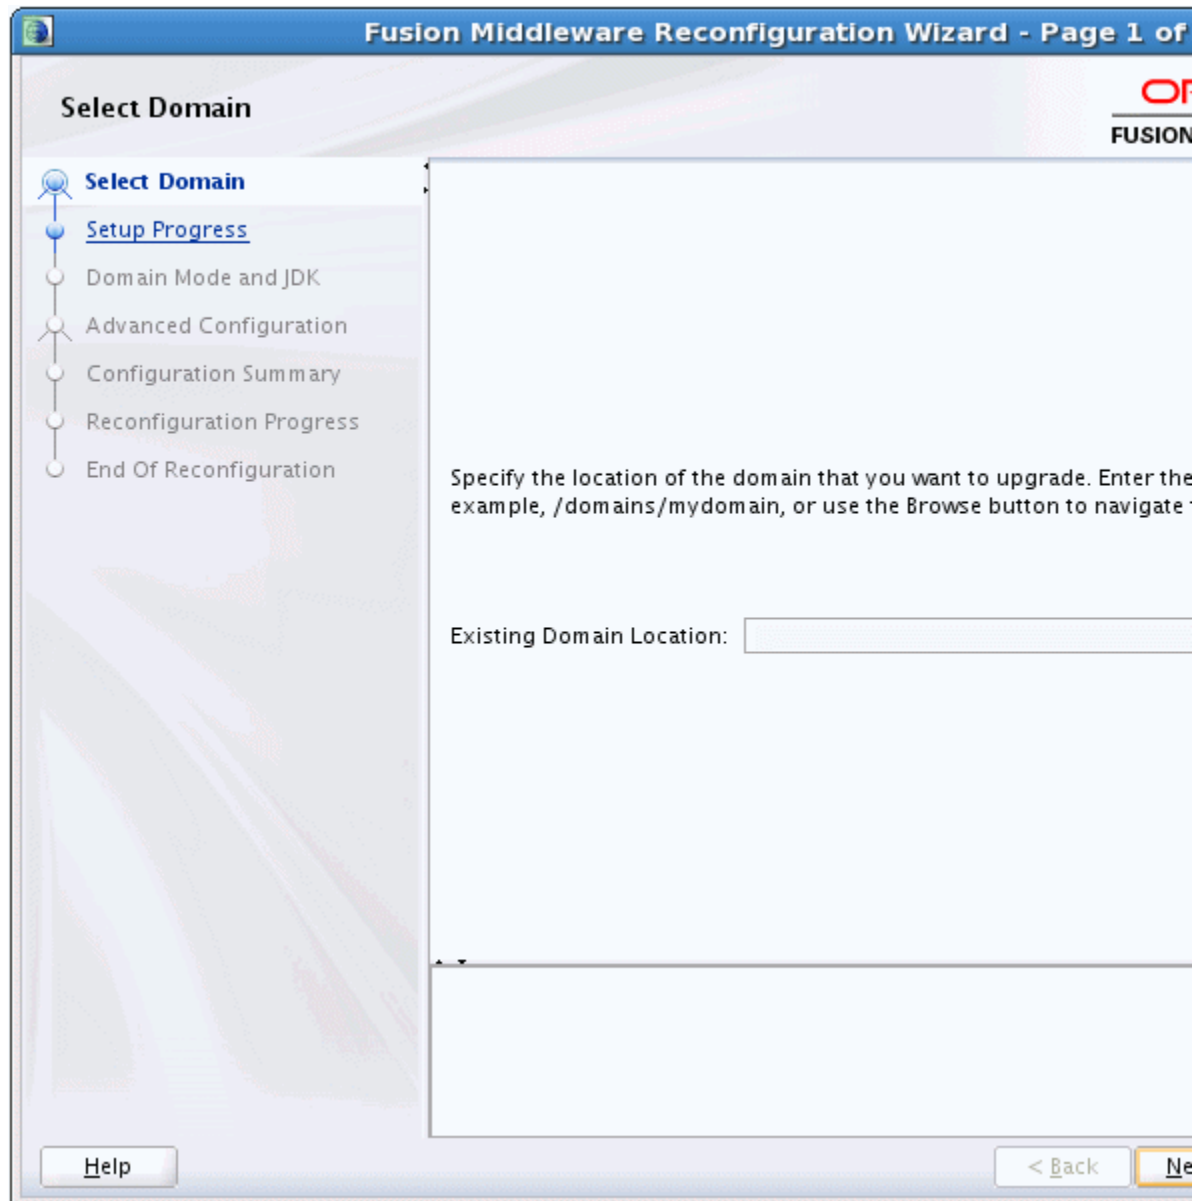 Fusion Middleware Reconfiguration Wizard - Page 1 of
Select Domain
FUSION
Select Domain
Setup Progress
Domain Mode and JDK
Advanced Configuration
Configuration Summary
Reconfiguration Progress
End Of Reconfiguration
Specify the location of the domain that you want to upgrade. Enter the
example, /domains/mydomain, or use the Browse button to navigate
Existing Domain Location:
Help
< Back